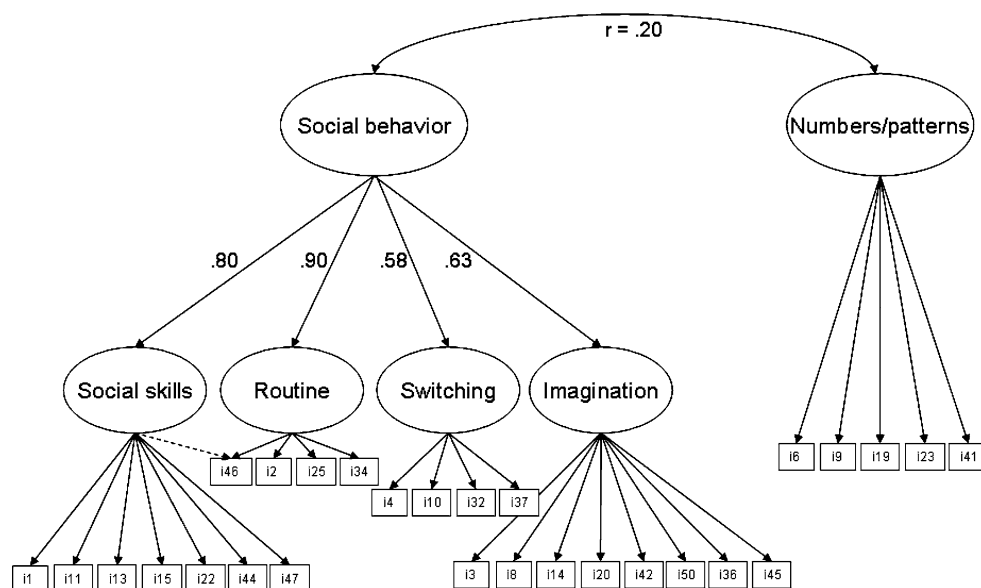 r = .20
Social behavior
Numbers/patterns
.80
.90
.58
.63
Social skills
Routine
Switching
Imagination
i46
i2
i25
i34
i6
i9
i19
i23
i41
i4
i10
i32
i37
i1
i11
i13
i15
i22
i44
i47
i3
i8
i14
i20
i42
i50
i36
i45